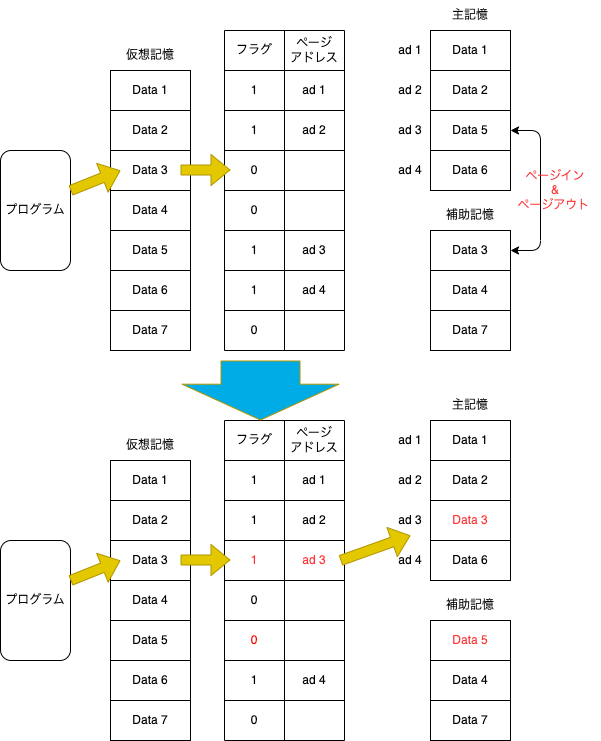 主記憶
仮想記憶
フラグ
ページ
アドレス
ad 1
Data 1
Data 1
1
ad 1
ad 2
Data 2
Data 2
1
ad 2
ad 3
Data 5
Data 3
0
ad 4
Data 6
ページイン
&
ページアウト
プログラム
Data 4
0
補助記憶
Data 5
1
ad 3
Data 3
Data 6
1
ad 4
Data 4
Data 7
0
Data 7
主記憶
仮想記憶
フラグ
ページ
アドレス
ad 1
Data 1
Data 1
1
ad 1
ad 2
Data 2
Data 2
1
ad 2
ad 3
Data 3
Data 3
1
ad 3
ad 4
Data 6
プログラム
Data 4
0
補助記憶
Data 5
0
Data 5
Data 6
1
ad 4
Data 4
Data 7
0
Data 7